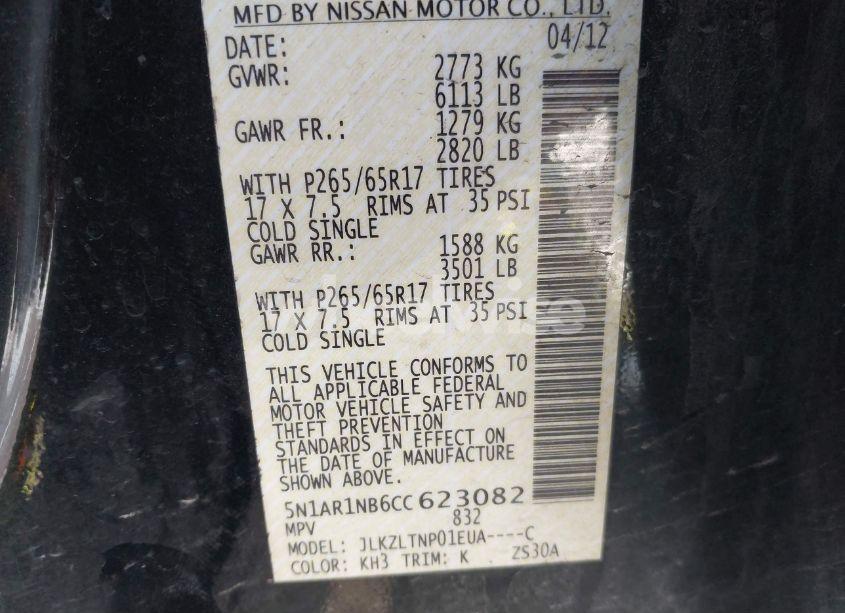 MFD BY NISSAN MOTOR CO., LTD.
DATE: 04/12
GVWR: 2773 KG
6113 LB
GAWR FR.: 1279 KG
2820 LB
WITH P265/65R17 TIRES
17 X 7.5 RIMS AT 35 PSI
COLD SINGLE
GAWR RR.: 1588 KG
3501 LB
WITH P265/65R17 TIRES
17 X 7.5 RIMS AT 35 PSI
COLD SINGLE
THIS VEHICLE CONFORMS TO
ALL APPLICABLE FEDERAL
MOTOR VEHICLE SAFETY AND
THEFT PREVENTION
STANDARDS IN EFFECT ON
THE DATE OF MANUFACTURE
SHOWN ABOVE.
5N1AR1NB6CC623082
MPV 832
MODEL: JLKZLTNP01EUA----C
COLOR: KH3 TRIM: K ZS30A